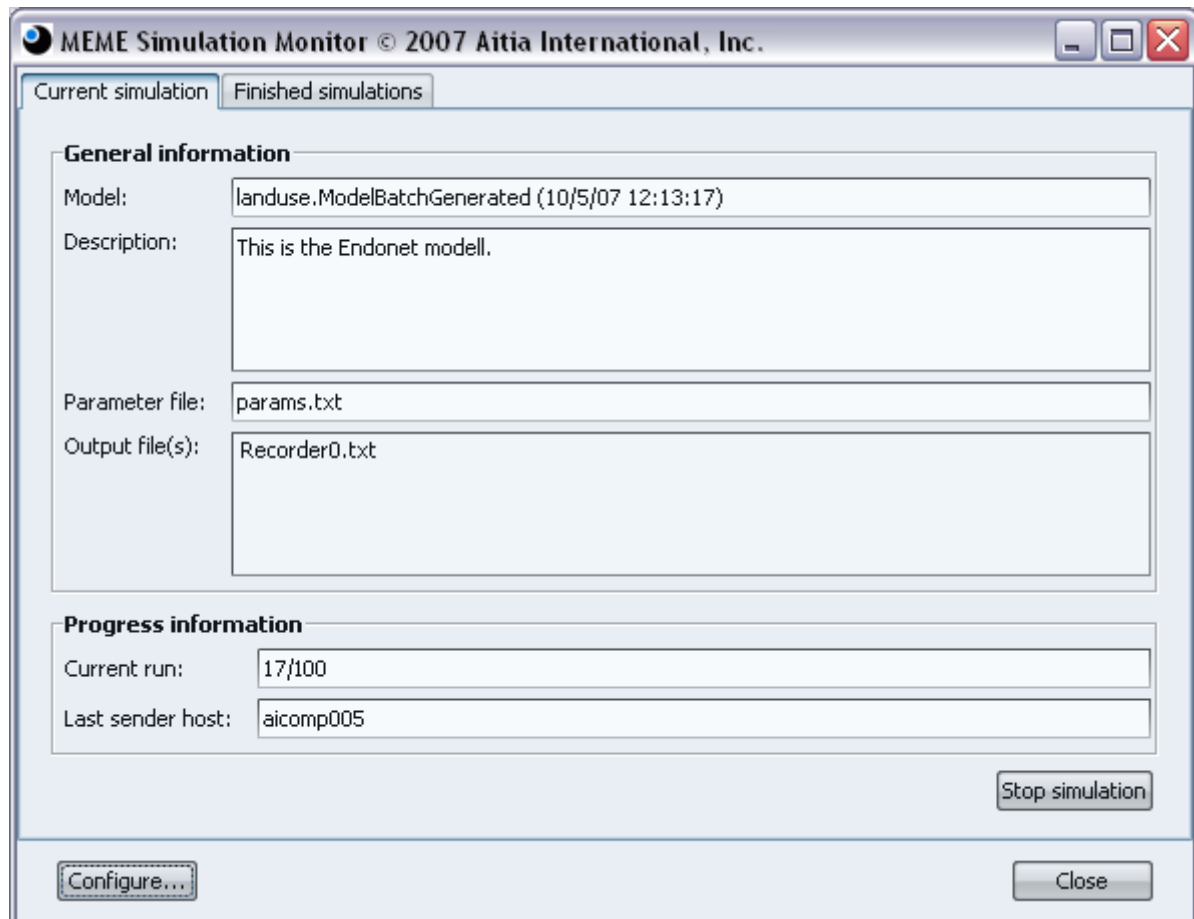 MEME Simulation Monitor © 2007 Aitia International, Inc.
Current simulation Finished simulations
General information
Model: landuse.ModelBatchGenerated (10/5/07 12:13:17)
Description: This is the Endonet modell.
Parameter file: params.txt
Output file(s): Recorder0.txt
Progress information
Current run: 17/100
Last sender host: aicomp005
Stop simulation
Configure... Close